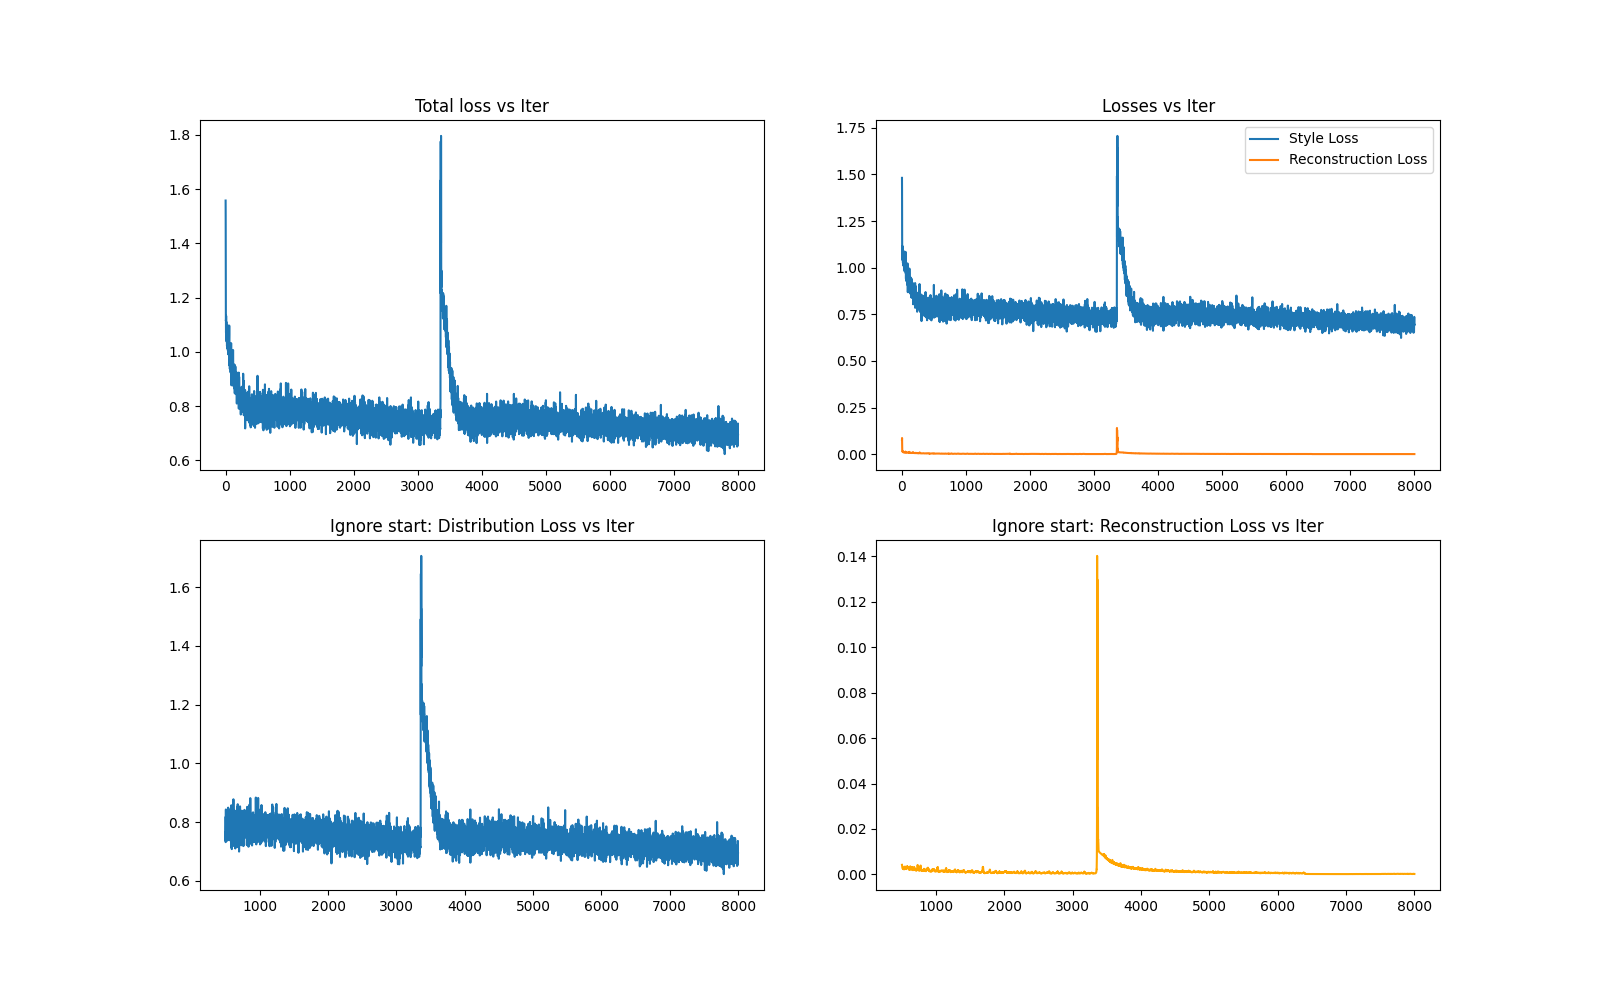 Total loss vs Iter
1.8
1.6
1.4
1.2
1.0
0.8
0.6
0 1000 2000 3000 4000 5000 6000 7000 8000
Losses vs Iter
1.75
1.50
1.25
1.00
0.75
0.50
0.25
0.00
Style Loss
Reconstruction Loss
0 1000 2000 3000 4000 5000 6000 7000 8000
Ignore start: Distribution Loss vs Iter
1.6
1.4
1.2
1.0
0.8
0.6
1000 2000 3000 4000 5000 6000 7000 8000
Ignore start: Reconstruction Loss vs Iter
0.14
0.12
0.10
0.08
0.06
0.04
0.02
0.00
1000 2000 3000 4000 5000 6000 7000 8000